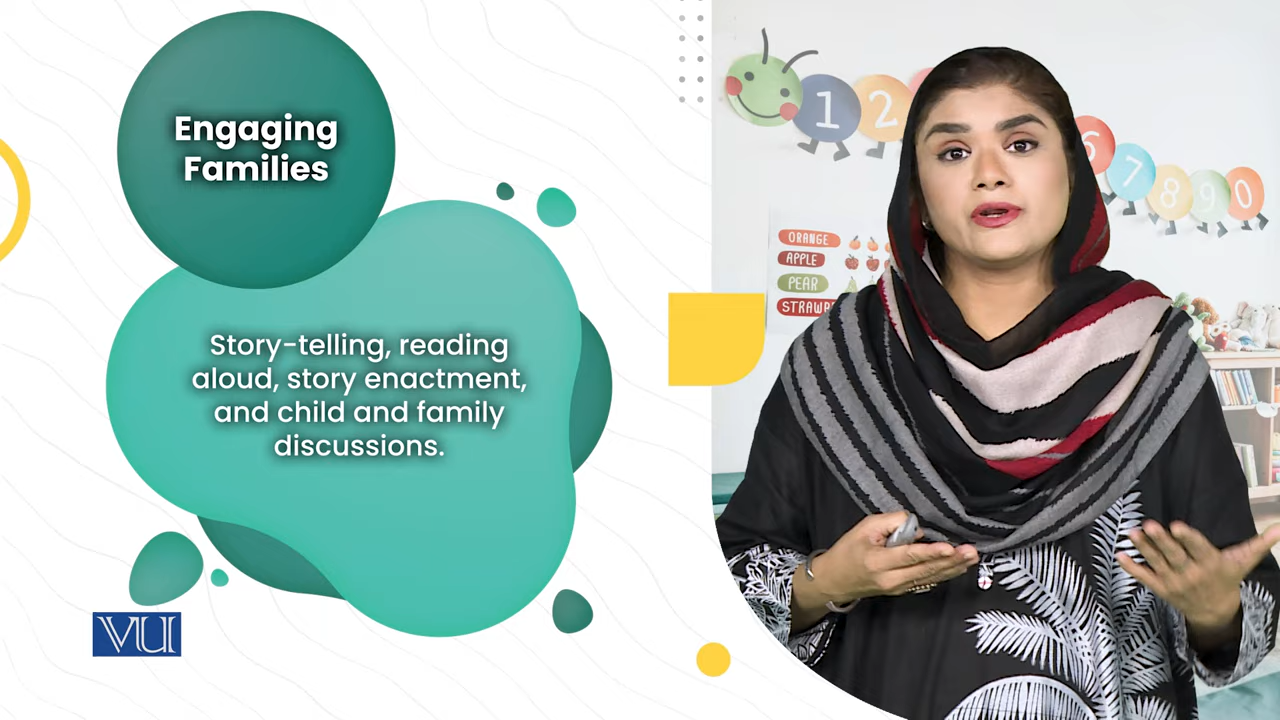 Engaging
Families
Story-telling, reading
aloud, story enactment,
and child and family
discussions.
VU
1 2
6 7 8 9 0
ORANGE
APPLE
PEAR